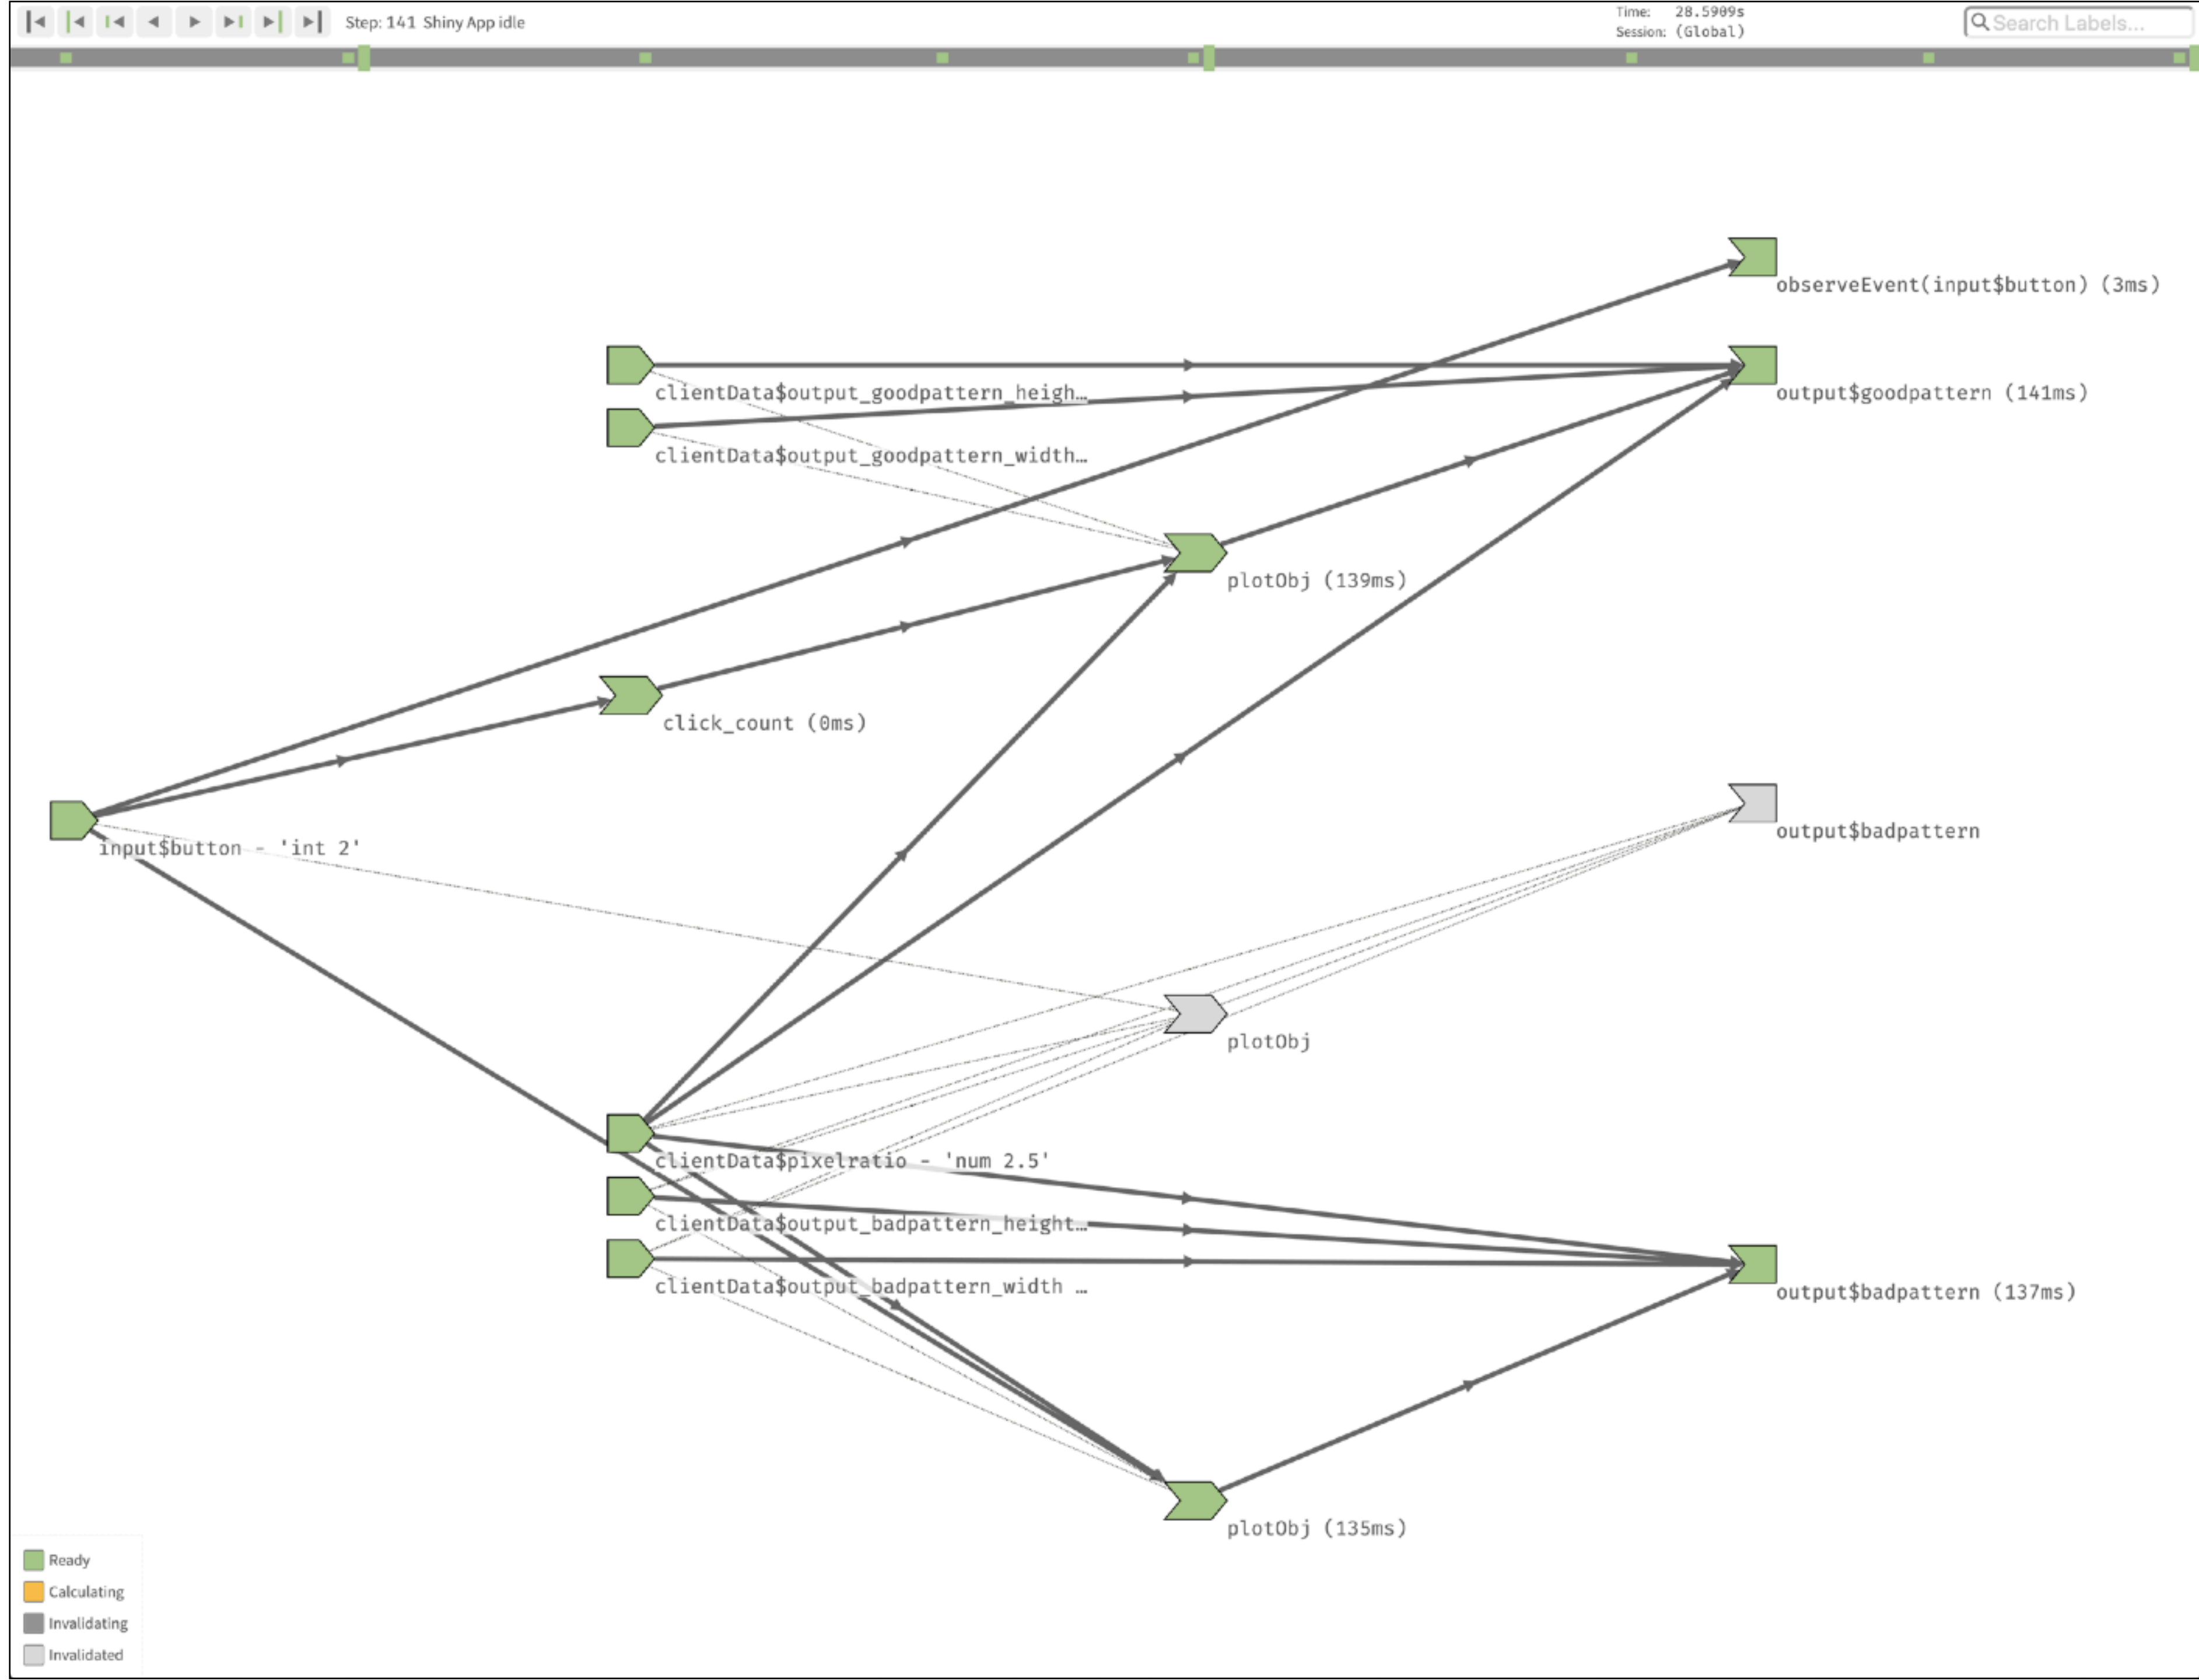 Step: 141 Shiny App idle
Time: 28.5909s
Session: (Global)
Search Labels...
observeEvent(input$button) (3ms)
clientData$output_goodpattern_heigh…
output$goodpattern (141ms)
clientData$output_goodpattern_width…
plotObj (139ms)
click_count (0ms)
output$badpattern
input$button - 'int 2'
plotObj
clientData$pixelratio - 'num 2.5'
clientData$output_badpattern_height…
clientData$output_badpattern_width …
output$badpattern (137ms)
plotObj (135ms)
Ready
Calculating
Invalidating
Invalidated